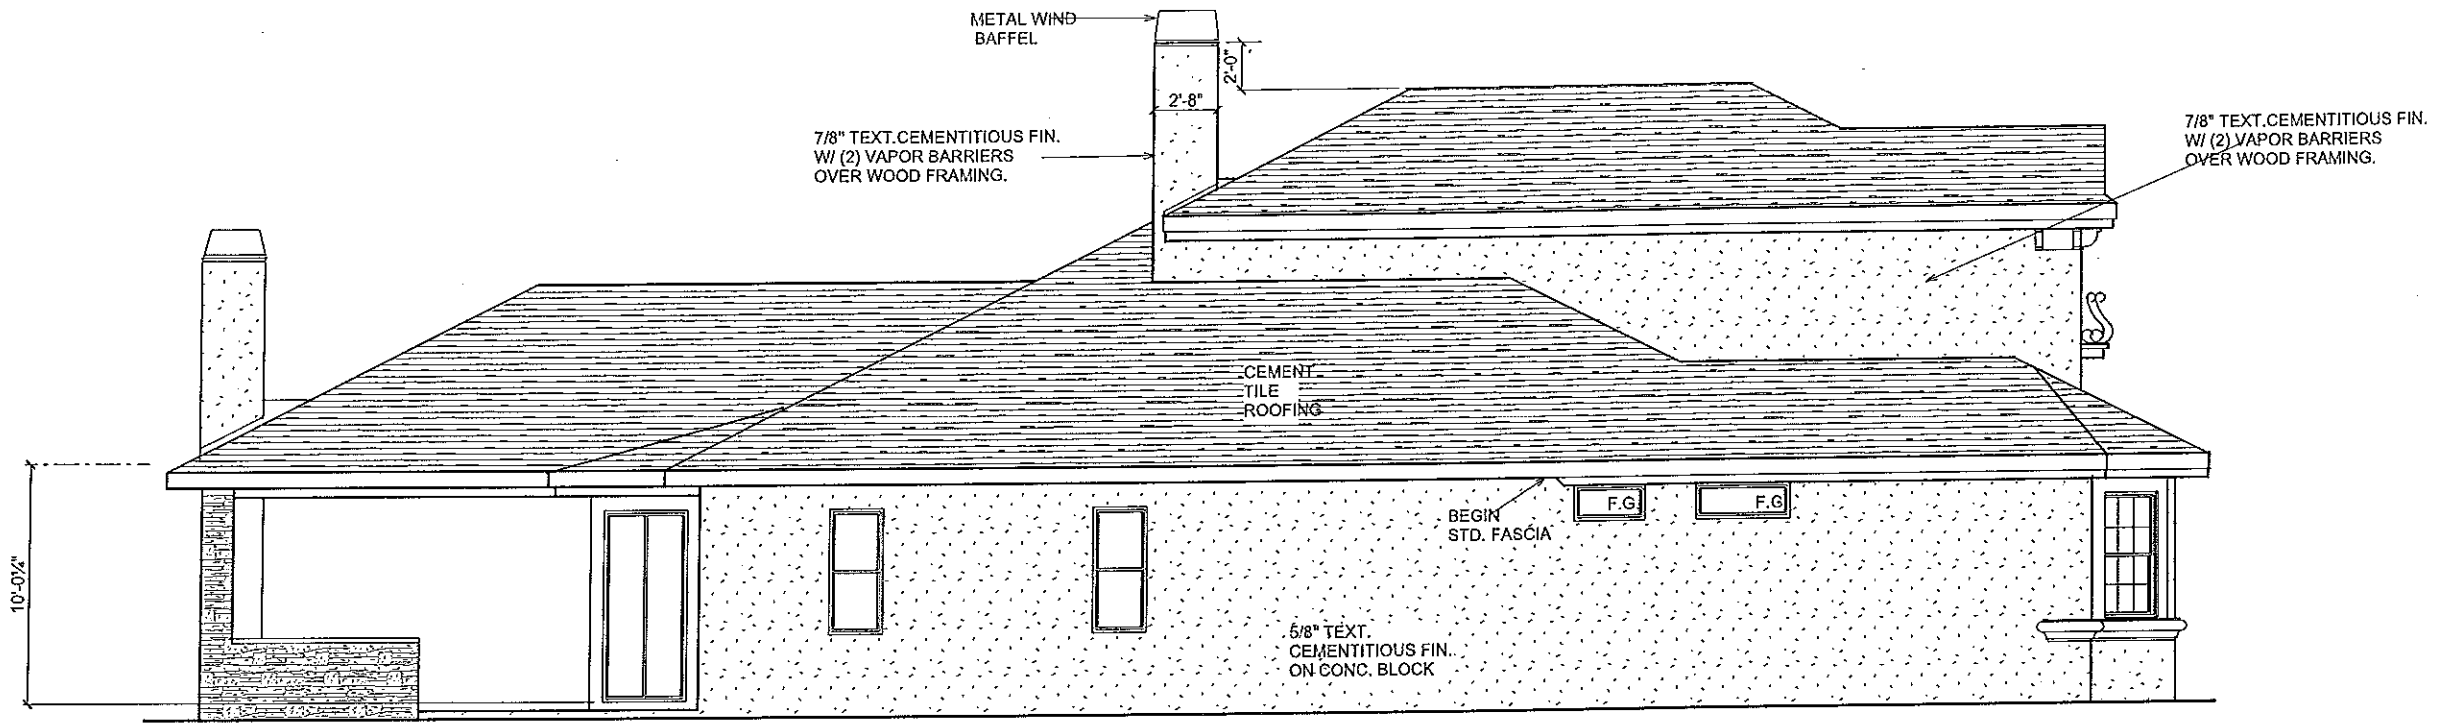 METAL WIND
BAFFEL
2'-0"
2'-8"
7/8" TEXT.CEMENTITIOUS FIN.
W/ (2) VAPOR BARRIERS
OVER WOOD FRAMING.
7/8" TEXT.CEMENTITIOUS FIN.
W/ (2) VAPOR BARRIERS
OVER WOOD FRAMING.
CEMENT
TILE
ROOFING
F.G.
F.G.
BEGIN
STD. FASCIA
10'-0¼"
5/8" TEXT.
CEMENTITIOUS FIN.
ON CONC. BLOCK